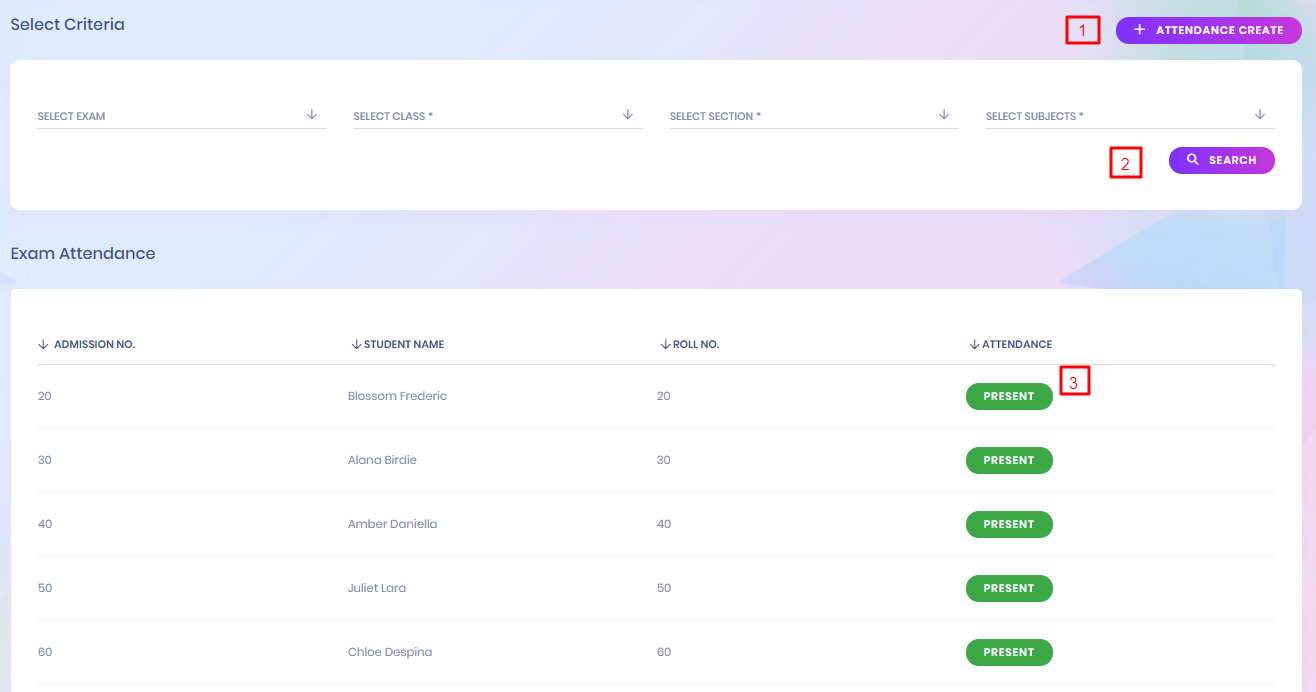 Select Criteria
1
+ ATTENDANCE CREATE
SELECT EXAM
SELECT CLASS *
SELECT SECTION *
SELECT SUBJECTS *
2
SEARCH
Exam Attendance
ADMISSION NO. STUDENT NAME ROLL NO. ATTENDANCE
3
20 Blossom Frederic 20 PRESENT
30 Alana Birdie 30 PRESENT
40 Amber Daniella 40 PRESENT
50 Juliet Lara 50 PRESENT
60 Chloe Despina 60 PRESENT